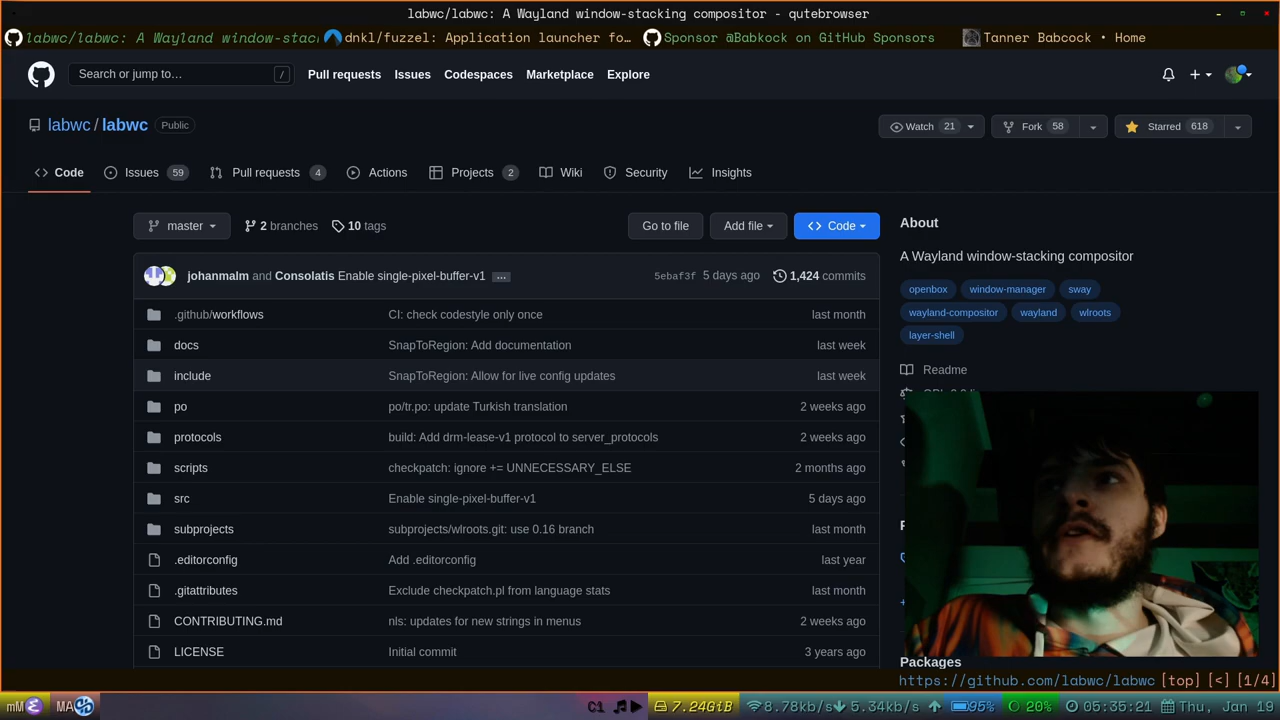 labwc/labwc: A Wayland window-stacking compositor - qutebrowser
labwc/labwc: A Wayland window-stac dnkl/fuzzel: Application launcher fo… Sponsor @Babkock on GitHub Sponsors Tanner Babcock • Home
Search or jump to… / Pull requests Issues Codespaces Marketplace Explore
labwc / labwc Public Watch 21 Fork 58 Starred 618
Code Issues 59 Pull requests 4 Actions Projects 2 Wiki Security Insights
master 2 branches 10 tags Go to file Add file Code
About
A Wayland window-stacking compositor
openbox window-manager sway
wayland-compositor wayland wlroots
layer-shell
Readme
johanmalm and Consolatis Enable single-pixel-buffer-v1 … 5ebaf3f 5 days ago 1,424 commits
.github/workflows CI: check codestyle only once last month
docs SnapToRegion: Add documentation last week
include SnapToRegion: Allow for live config updates last week
po po/tr.po: update Turkish translation 2 weeks ago
protocols build: Add drm-lease-v1 protocol to server_protocols 2 weeks ago
scripts checkpatch: ignore += UNNECESSARY_ELSE 2 months ago
src Enable single-pixel-buffer-v1 5 days ago
subprojects subprojects/wlroots.git: use 0.16 branch last month
.editorconfig Add .editorconfig last year
.gitattributes Exclude checkpatch.pl from language stats last month
CONTRIBUTING.md nls: updates for new strings in menus 2 weeks ago
LICENSE Initial commit 3 years ago
Packages
https://github.com/labwc/labwc [top] [<] [1/4]
mM MA C1 7.24GiB 8.78kb/s 5.34kb/s 95% 20% 05:35:21 Thu, Jan 19